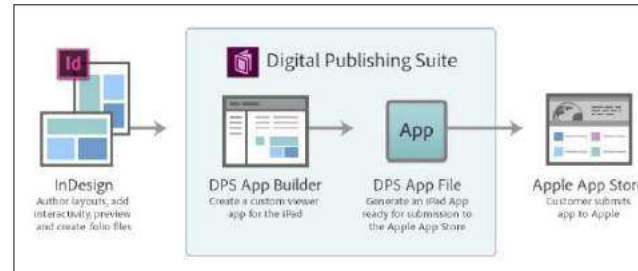 Id
Digital Publishing Suite
App
InDesign
Author layouts, add
interactivity, preview
and create folio files
DPS App Builder
Create a custom viewer
app for the iPad
DPS App File
Generate an iPad App
ready for submission to
the Apple App Store
Apple App Store
Customer submits
app to Apple